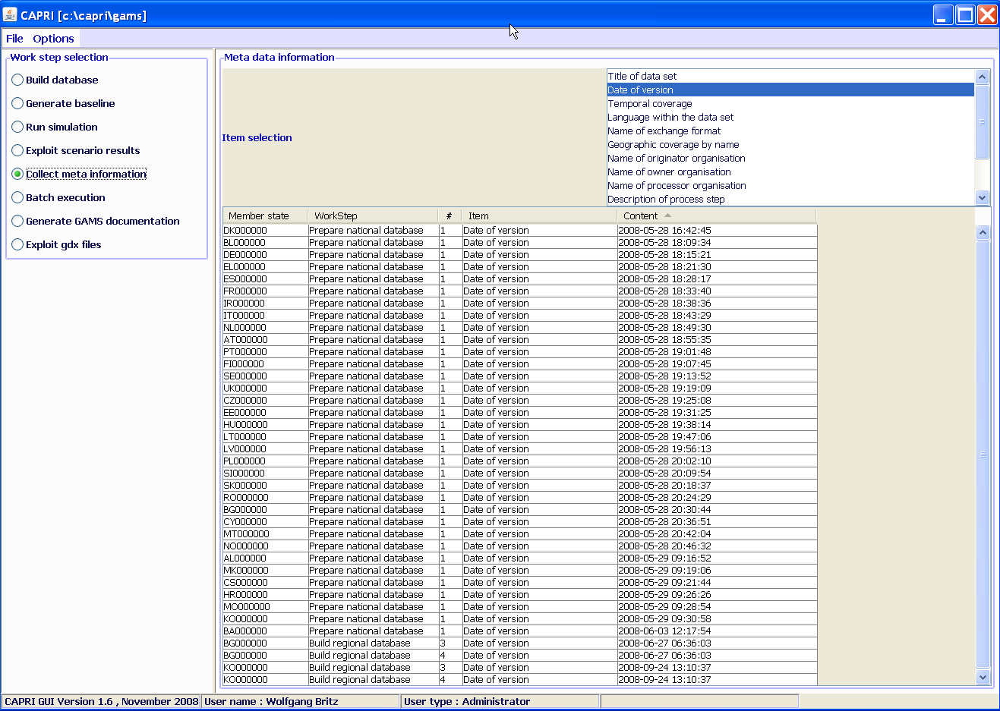 CAPRI [c:\capri\gams]
File Options
Work step selection
Build database
Generate baseline
Run simulation
Exploit scenario results
Collect meta information
Batch execution
Generate GAMS documentation
Exploit gdx files
Meta data information
Item selection
Title of data set
Date of version
Temporal coverage
Language within the data set
Name of exchange format
Geographic coverage by name
Name of originator organisation
Name of owner organisation
Name of processor organisation
Description of process step
Member state WorkStep # Item Content
DK000000 Prepare national database 1 Date of version 2008-05-28 16:42:45
BL000000 Prepare national database 1 Date of version 2008-05-28 18:09:34
DE000000 Prepare national database 1 Date of version 2008-05-28 18:15:21
EL000000 Prepare national database 1 Date of version 2008-05-28 18:21:30
ES000000 Prepare national database 1 Date of version 2008-05-28 18:28:17
FR000000 Prepare national database 1 Date of version 2008-05-28 18:33:40
IR000000 Prepare national database 1 Date of version 2008-05-28 18:38:36
IT000000 Prepare national database 1 Date of version 2008-05-28 18:43:29
NL000000 Prepare national database 1 Date of version 2008-05-28 18:49:30
AT000000 Prepare national database 1 Date of version 2008-05-28 18:55:35
PT000000 Prepare national database 1 Date of version 2008-05-28 19:01:48
FI000000 Prepare national database 1 Date of version 2008-05-28 19:07:45
SE000000 Prepare national database 1 Date of version 2008-05-28 19:13:52
UK000000 Prepare national database 1 Date of version 2008-05-28 19:19:09
CZ000000 Prepare national database 1 Date of version 2008-05-28 19:25:08
EE000000 Prepare national database 1 Date of version 2008-05-28 19:31:25
HU000000 Prepare national database 1 Date of version 2008-05-28 19:38:14
LT000000 Prepare national database 1 Date of version 2008-05-28 19:47:06
LV000000 Prepare national database 1 Date of version 2008-05-28 19:56:13
PL000000 Prepare national database 1 Date of version 2008-05-28 20:02:10
SI000000 Prepare national database 1 Date of version 2008-05-28 20:09:54
SK000000 Prepare national database 1 Date of version 2008-05-28 20:18:37
RO000000 Prepare national database 1 Date of version 2008-05-28 20:24:29
BG000000 Prepare national database 1 Date of version 2008-05-28 20:30:44
CY000000 Prepare national database 1 Date of version 2008-05-28 20:36:51
MT000000 Prepare national database 1 Date of version 2008-05-28 20:42:04
NO000000 Prepare national database 1 Date of version 2008-05-28 20:46:32
AL000000 Prepare national database 1 Date of version 2008-05-29 09:16:52
MK000000 Prepare national database 1 Date of version 2008-05-29 09:19:06
CS000000 Prepare national database 1 Date of version 2008-05-29 09:21:44
HR000000 Prepare national database 1 Date of version 2008-05-29 09:26:26
MO000000 Prepare national database 1 Date of version 2008-05-29 09:28:54
KO000000 Prepare national database 1 Date of version 2008-05-29 09:30:58
BA000000 Prepare national database 1 Date of version 2008-06-03 12:17:54
BG000000 Build regional database 3 Date of version 2008-06-27 06:36:03
BG000000 Build regional database 4 Date of version 2008-06-27 06:36:03
KO000000 Build regional database 3 Date of version 2008-09-24 13:10:37
KO000000 Build regional database 4 Date of version 2008-09-24 13:10:37
CAPRI GUI Version 1.6 , November 2008 User name : Wolfgang Britz User type : Administrator